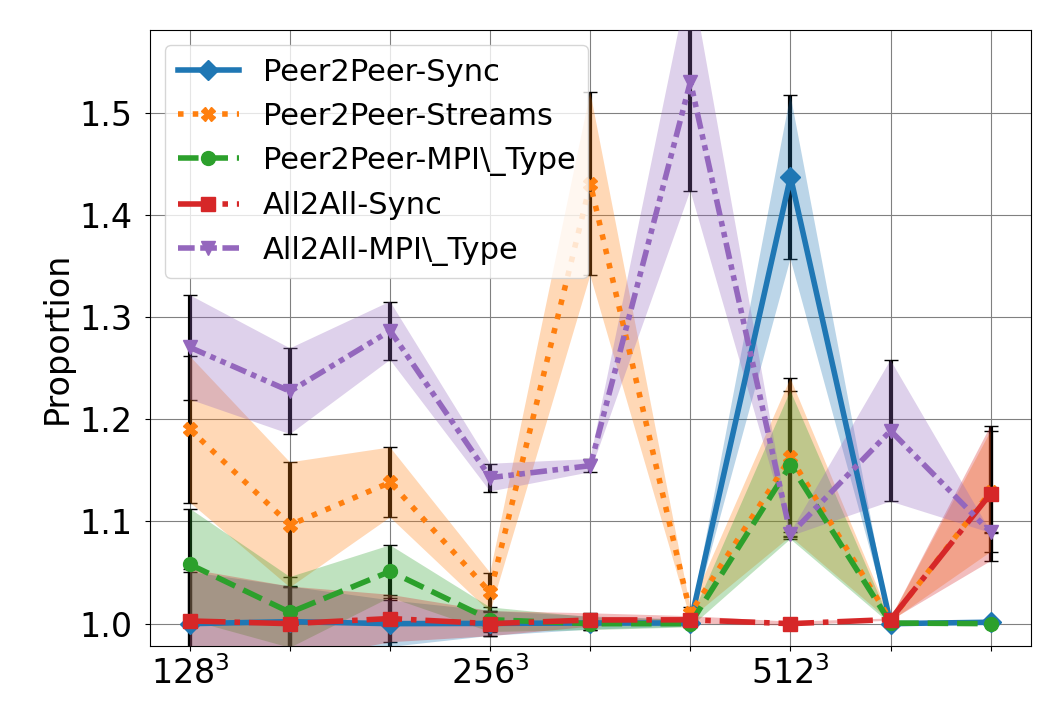 Peer2Peer-Sync
Peer2Peer-Streams
Peer2Peer-MPI\_Type
All2All-Sync
All2All-MPI\_Type
Proportion
1.5
1.4
1.3
1.2
1.1
1.0
128³
256³
512³